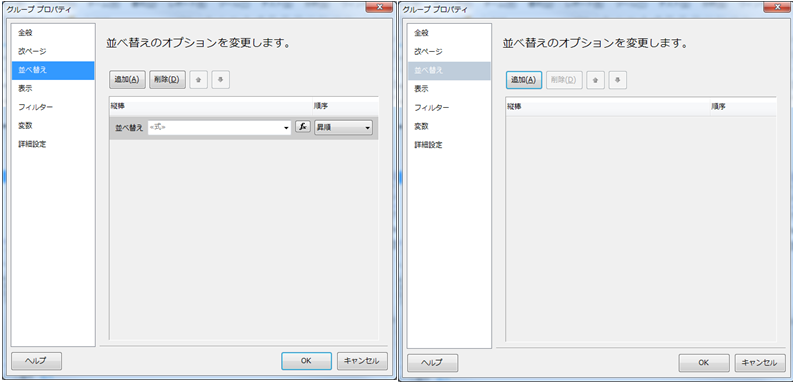 グループ プロパティ
全般
改ページ
並べ替え
表示
フィルター
変数
詳細設定
並べ替えのオプションを変更します。
追加(A) 削除(D)
縦棒 順序
並べ替え <式> fx 昇順
ヘルプ OK キャンセル
グループ プロパティ
全般
改ページ
並べ替え
表示
フィルター
変数
詳細設定
並べ替えのオプションを変更します。
追加(A) 削除(D)
縦棒 順序
ヘルプ OK キャンセル